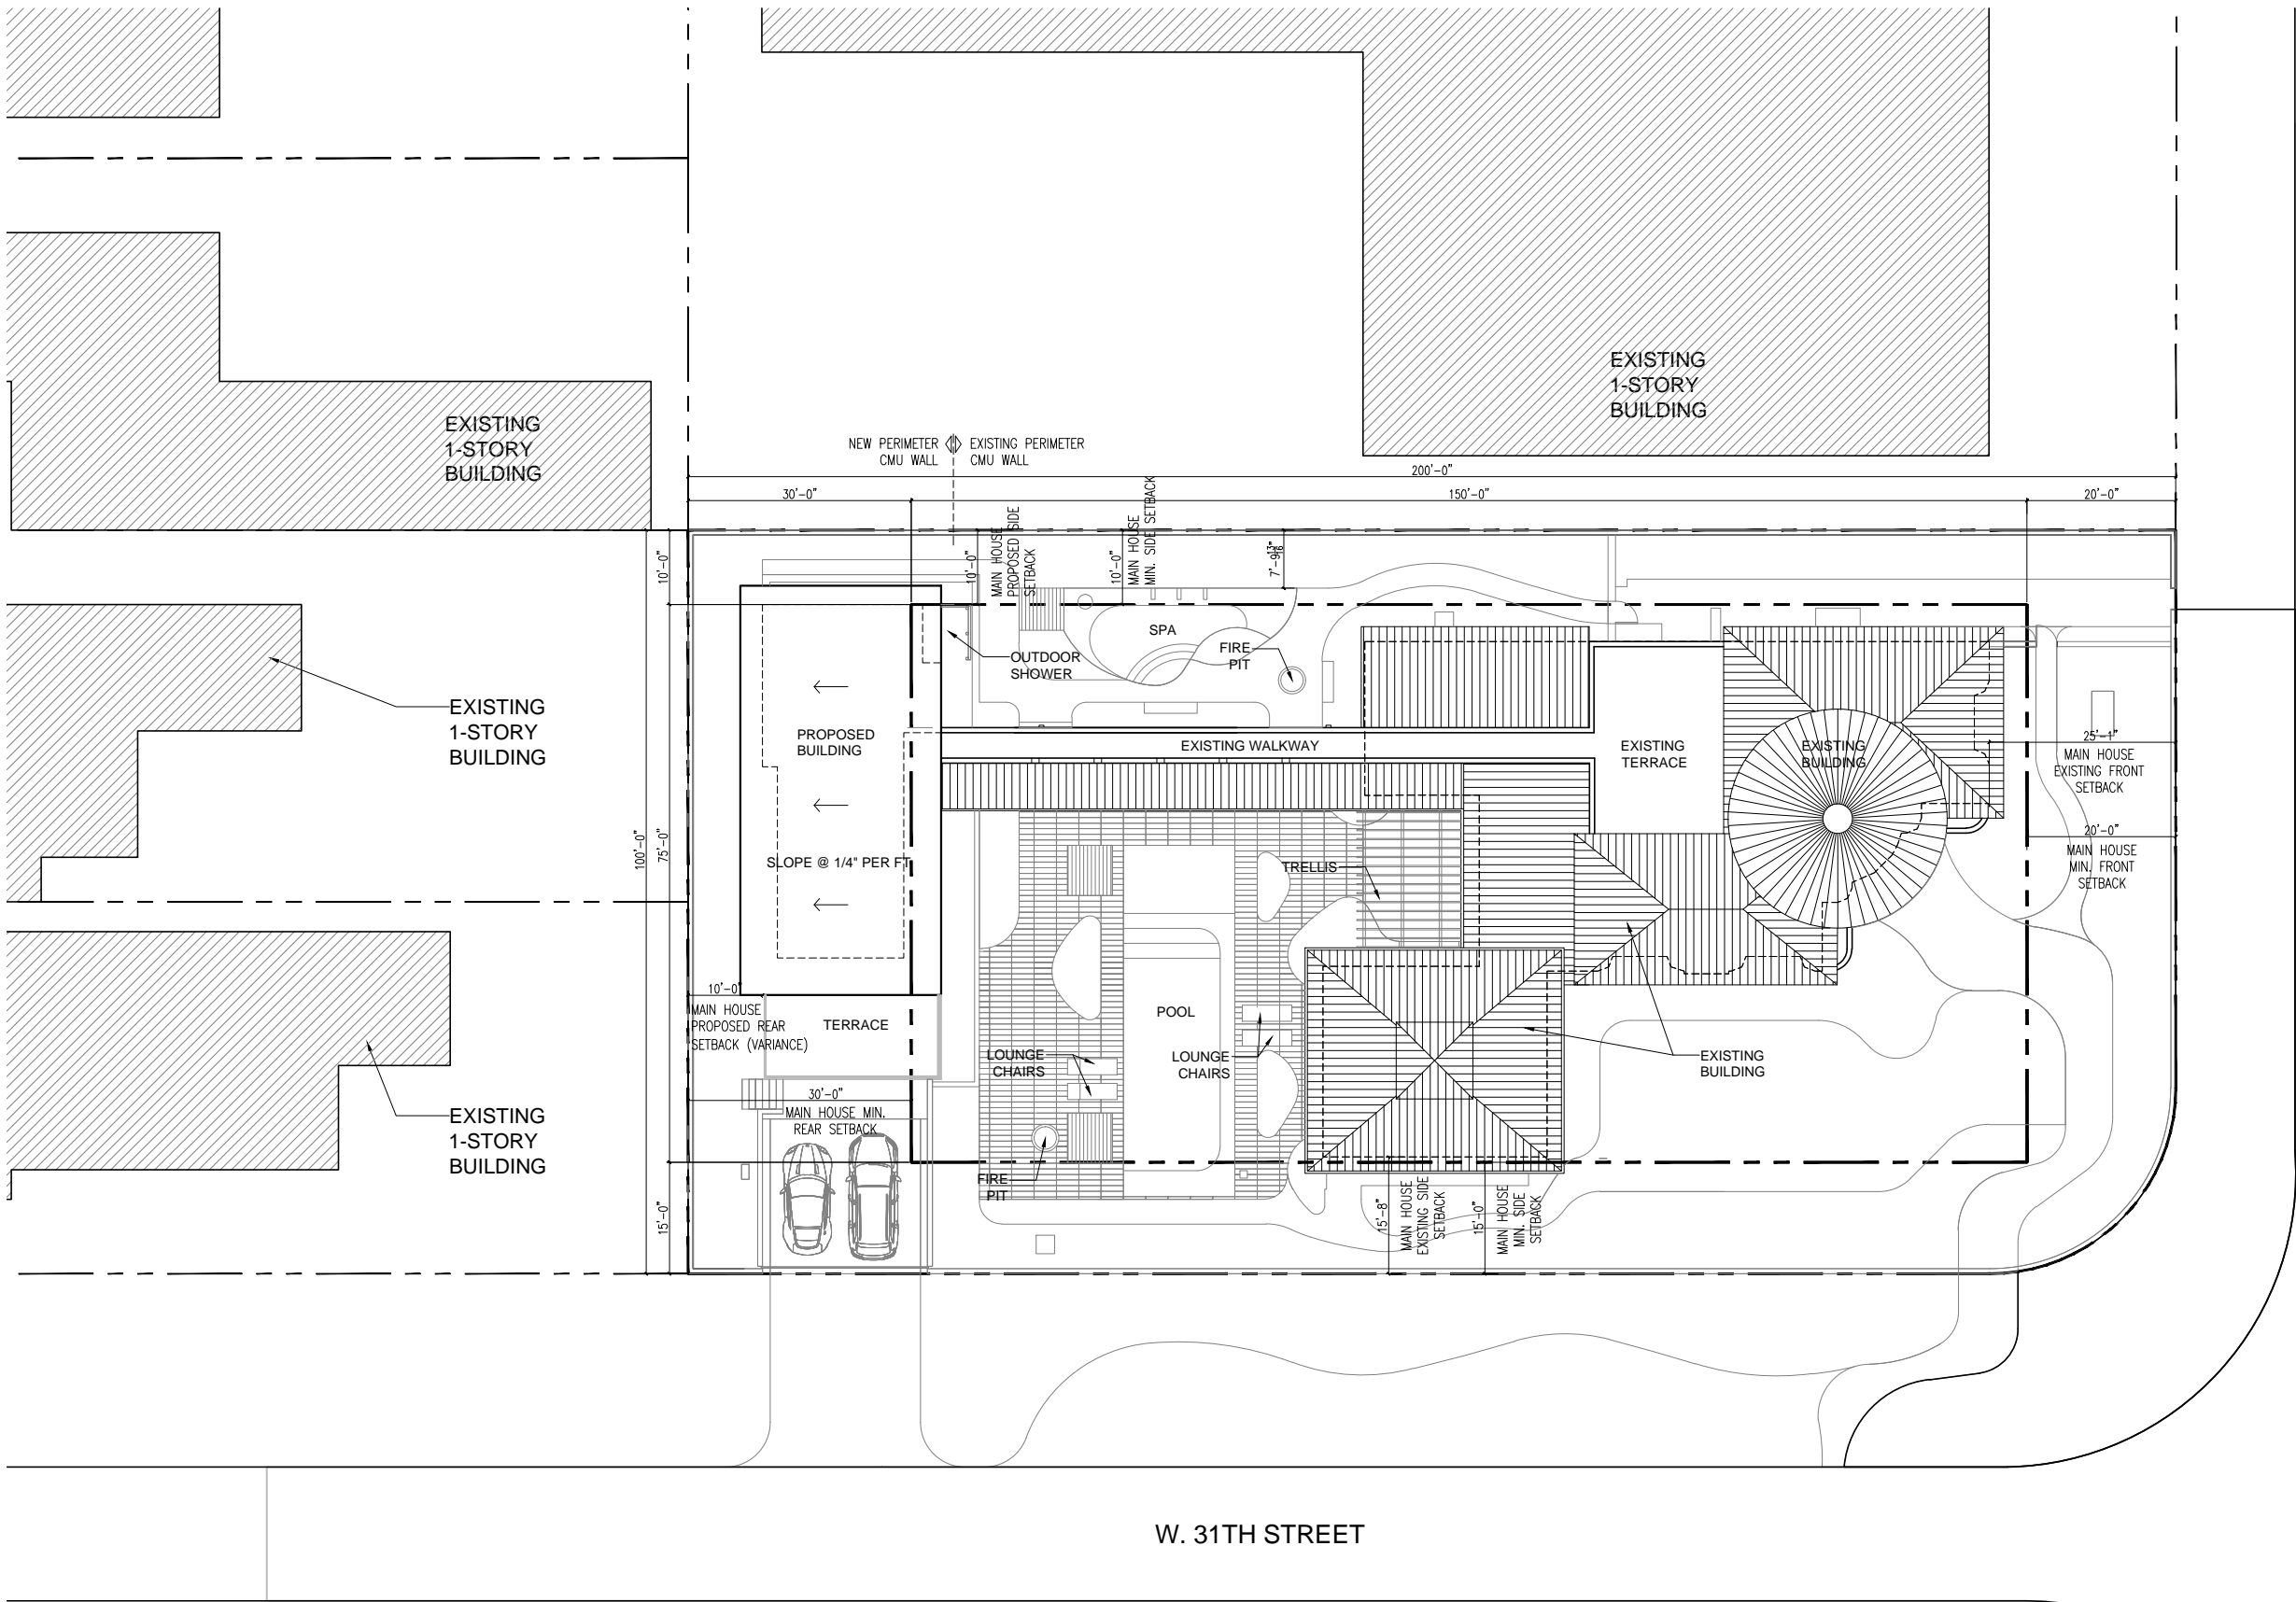 EXISTING
1-STORY
BUILDING
EXISTING
1-STORY
BUILDING
NEW PERIMETER
CMU WALL
EXISTING PERIMETER
CMU WALL
200'-0"
30'-0"
150'-0"
20'-0"
10'-0"
10'-0"
MAIN HOUSE
PROPOSED SIDE
SETBACK
10'-0"
MAIN HOUSE
MIN. SIDE SETBACK
SPA
FIRE
PIT
OUTDOOR
SHOWER
EXISTING
1-STORY
BUILDING
PROPOSED
BUILDING
EXISTING WALKWAY
EXISTING
TERRACE
EXISTING
BUILDING
25'-1"
MAIN HOUSE
EXISTING FRONT
SETBACK
20'-0"
MAIN HOUSE
MIN. FRONT
SETBACK
100'-0"
75'-0"
SLOPE @ 1/4" PER FT
TRELLIS
10'-0"
MAIN HOUSE
PROPOSED REAR
SETBACK (VARIANCE)
TERRACE
POOL
LOUNGE
CHAIRS
LOUNGE
CHAIRS
EXISTING
BUILDING
30'-0"
MAIN HOUSE MIN.
REAR SETBACK
EXISTING
1-STORY
BUILDING
FIRE
PIT
15'-0"
15'-8"
MAIN HOUSE
EXISTING SIDE
SETBACK
15'-0"
MAIN HOUSE
MIN. SIDE
SETBACK
W. 31TH STREET